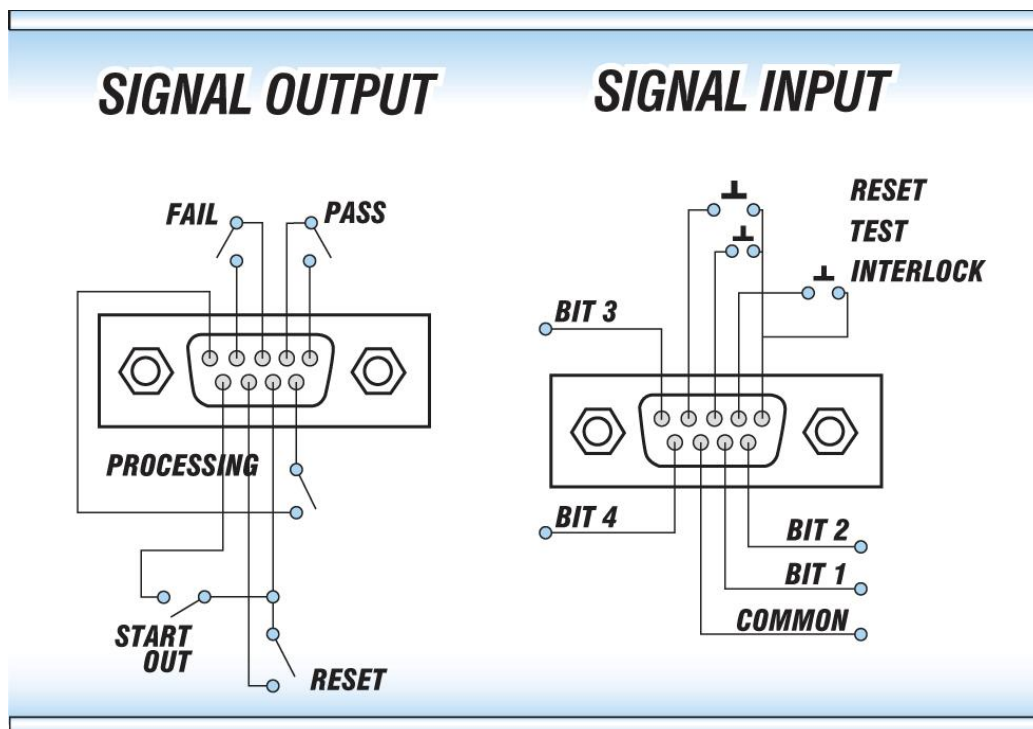 SIGNAL OUTPUT
FAIL
PASS
PROCESSING
START
OUT
RESET
SIGNAL INPUT
RESET
TEST
INTERLOCK
BIT 3
BIT 4
BIT 2
BIT 1
COMMON